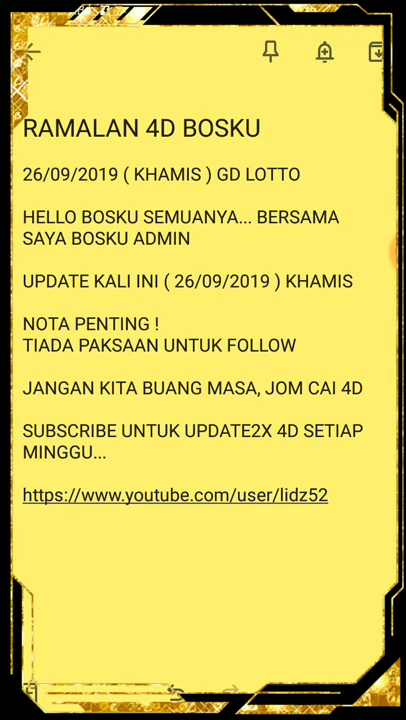 RAMALAN 4D BOSKU
26/09/2019 ( KHAMIS ) GD LOTTO
HELLO BOSKU SEMUANYA... BERSAMA
SAYA BOSKU ADMIN
UPDATE KALI INI ( 26/09/2019 ) KHAMIS
NOTA PENTING !
TIADA PAKSAAN UNTUK FOLLOW
JANGAN KITA BUANG MASA, JOM CAI 4D
SUBSCRIBE UNTUK UPDATE2X 4D SETIAP
MINGGU...
https://www.youtube.com/user/lidz52